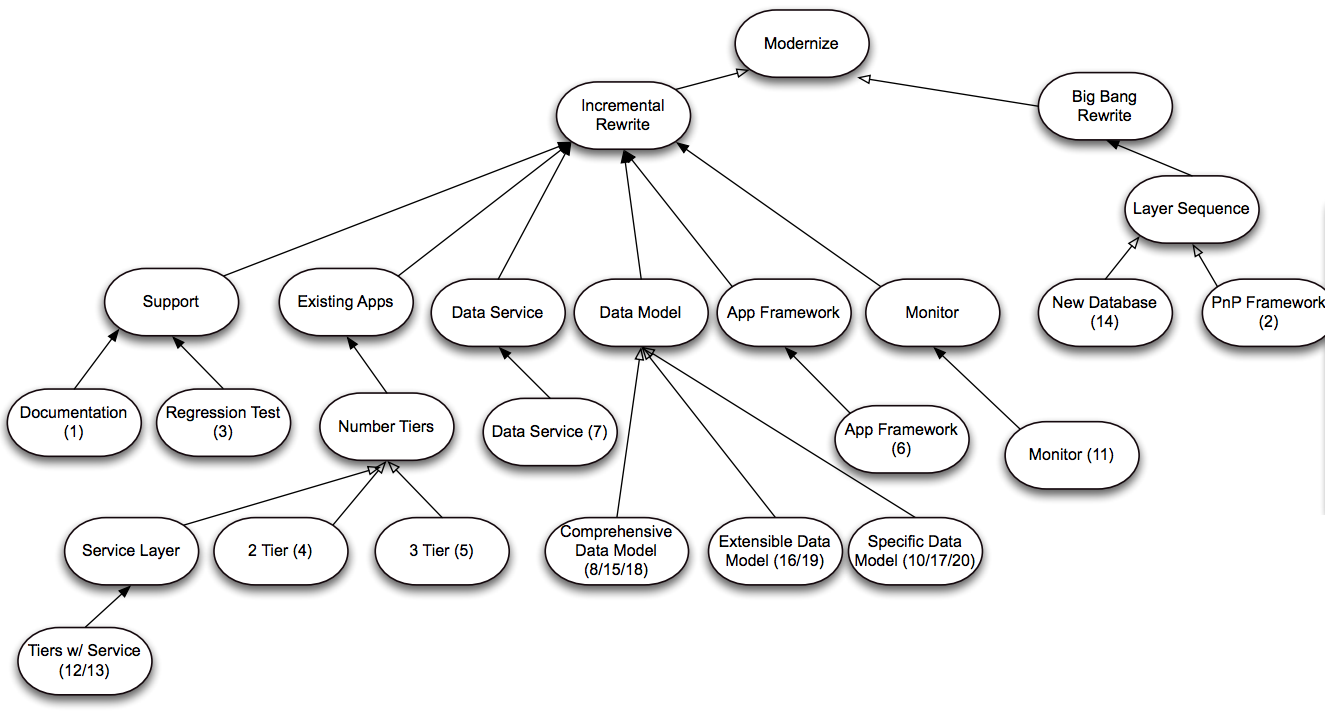 Modernize
Incremental
Rewrite
Big Bang
Rewrite
Layer Sequence
Support
Existing Apps
Data Service
Data Model
App Framework
Monitor
New Database
(14)
PnP Framework
(2)
Documentation
(1)
Regression Test
(3)
Number Tiers
Data Service (7)
App Framework
(6)
Monitor (11)
Service Layer
2 Tier (4)
3 Tier (5)
Comprehensive
Data Model
(8/15/18)
Extensible Data
Model (16/19)
Specific Data
Model (10/17/20)
Tiers w/ Service
(12/13)